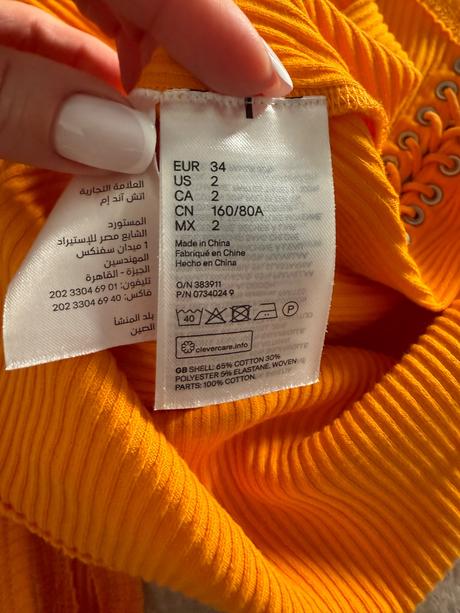 EUR 34
US 2
CA 2
CN 160/80A
MX 2
Made in China
Fabriqué en Chine
Hecho en China
O/N 383911
P/N 0734024 9
40
P
clevercare.info
GB SHELL: 65% COTTON 30%
POLYESTER 5% ELASTANE. WOVEN
PARTS: 100% COTTON.
العلامة التجارية
اتش آند إم
المستورد
الشايع مصر للإستيراد
1 ميدان سفنكس
المهندسين
الجيزة - القاهرة
تليفون: 01 69 3304 202
فاكس: 40 69 3304 202
بلد المنشأ
الصين